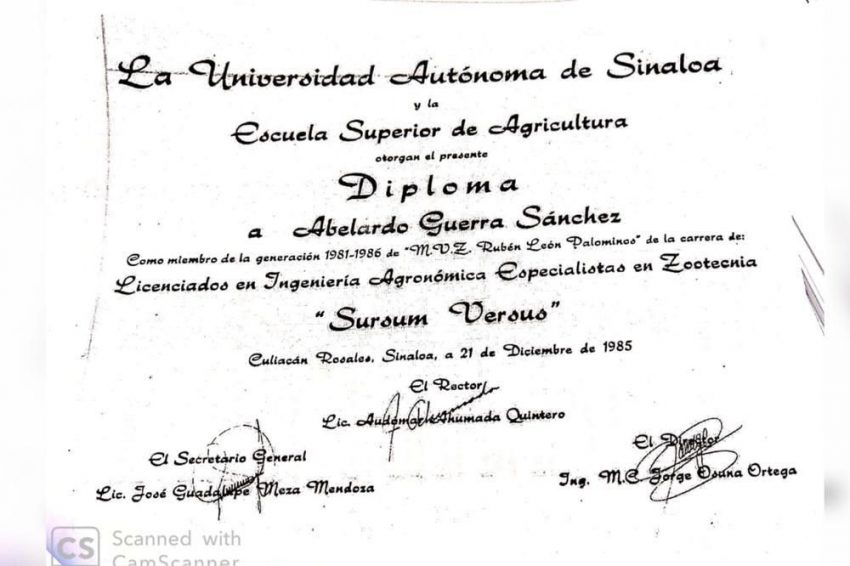 La Universidad Autónoma de Sinaloa
y la
Escuela Superior de Agricultura
otorgan el presente
Diploma
a Abelardo Guerra Sánchez
Como miembro de la generación 1981-1986 de "M.V.Z. Rubén León Palominos" de la carrera de:
Licenciados en Ingeniería Agronómica Especialistas en Zootecnia
"Sursum Versus"
Culiacán Rosales, Sinaloa, a 21 de Diciembre de 1985
El Rector
Lic. Audómar Ahumada Quintero
El Secretario General
Lic. José Guadalupe Meza Mendoza
El Director
Ing. M.C. Jorge Osuna Ortega
CS Scanned with
CamScanner